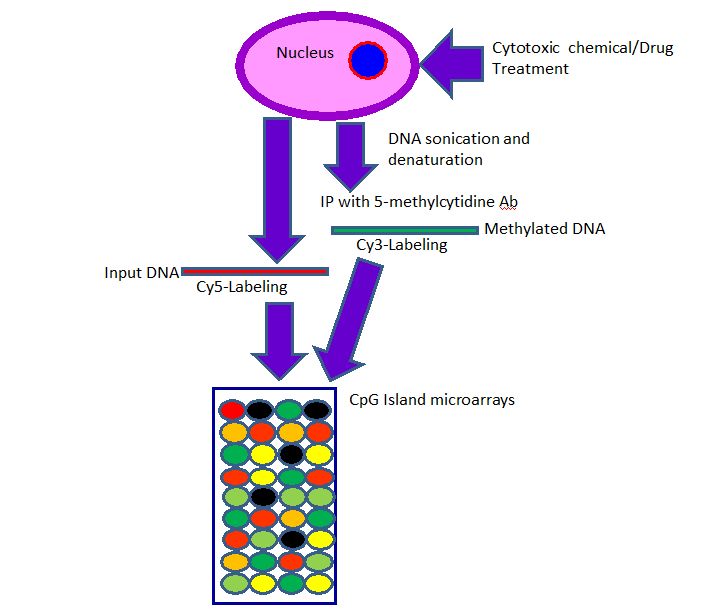 Nucleus
Cytotoxic chemical/Drug
Treatment
DNA sonication and
denaturation
IP with 5-methylcytidine Ab
Methylated DNA
Cy3-Labeling
Input DNA
Cy5-Labeling
CpG Island microarrays